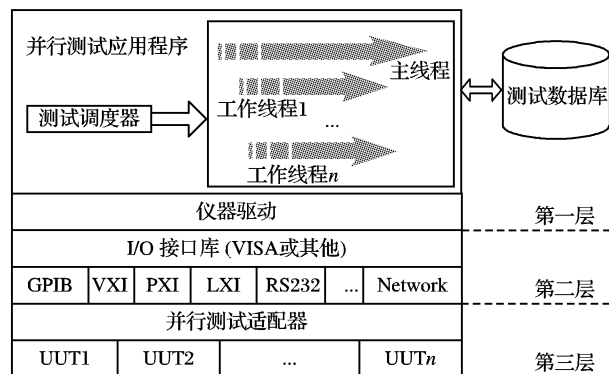 并行测试应用程序
主线程
测试调度器
工作线程1
...
工作线程n
测试数据库
仪器驱动
第一层
I/O 接口库 (VISA或其他)
GPIB VXI PXI LXI RS232 ... Network
第二层
并行测试适配器
UUT1 UUT2 ... UUTn
第三层